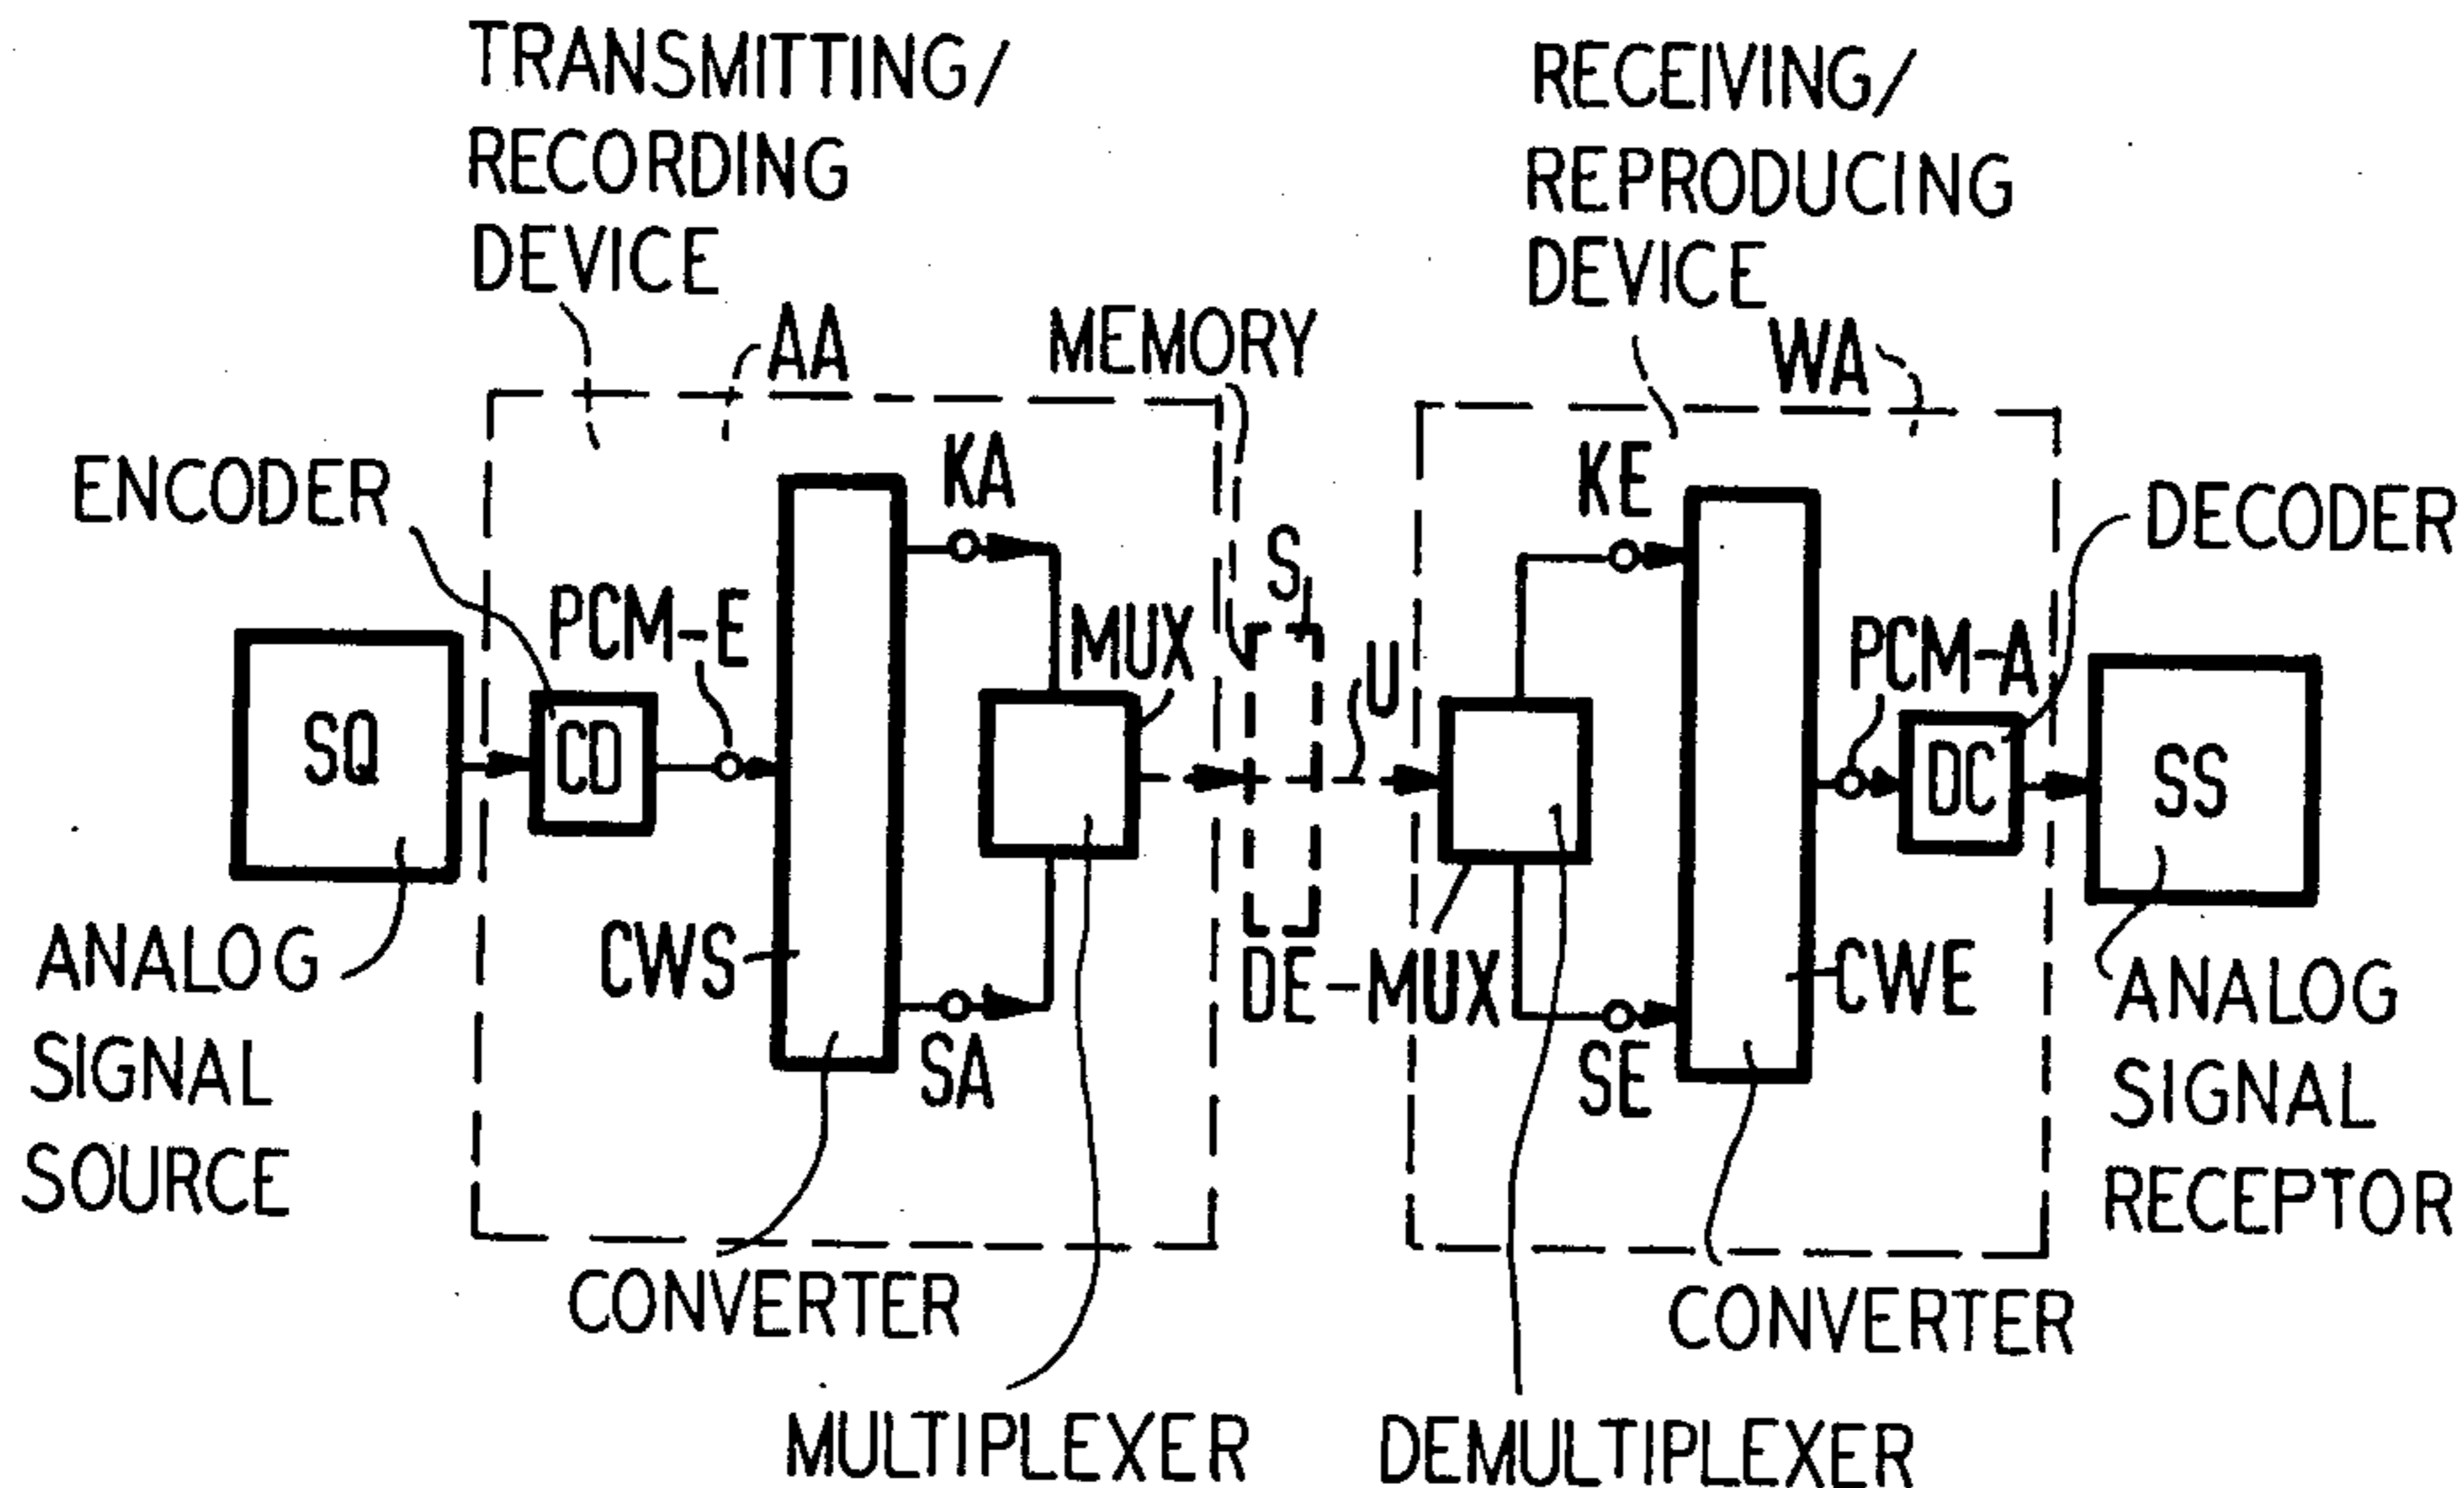 TRANSMITTING/
RECORDING
DEVICE
RECEIVING/
REPRODUCING
DEVICE
AA
MEMORY
WA
ENCODER
KA
KE
DECODER
PCM-E
S
MUX
U
PCM-A
SQ
CD
DC
SS
CWS
SA
DE-MUX
SE
CWE
ANALOG
SIGNAL
SOURCE
ANALOG
SIGNAL
RECEPTOR
CONVERTER
CONVERTER
MULTIPLEXER
DEMULTIPLEXER